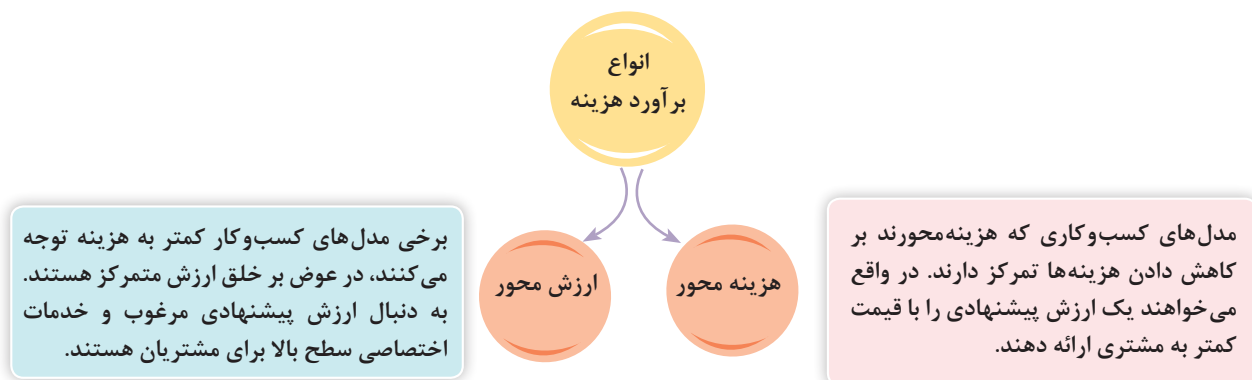 انواع
برآورد هزینه
هزینه محور
ارزش محور
مدل‌های کسب‌وکاری که هزینه‌محورند بر
کاهش دادن هزینه‌ها تمرکز دارند. در واقع
می‌خواهند یک ارزش پیشنهادی را با قیمت
کمتر به مشتری ارائه دهند.
برخی مدل‌های کسب‌وکار کمتر به هزینه توجه
می‌کنند، در عوض بر خلق ارزش متمرکز هستند.
به دنبال ارزش پیشنهادی مرغوب و خدمات
اختصاصی سطح بالا برای مشتریان هستند.